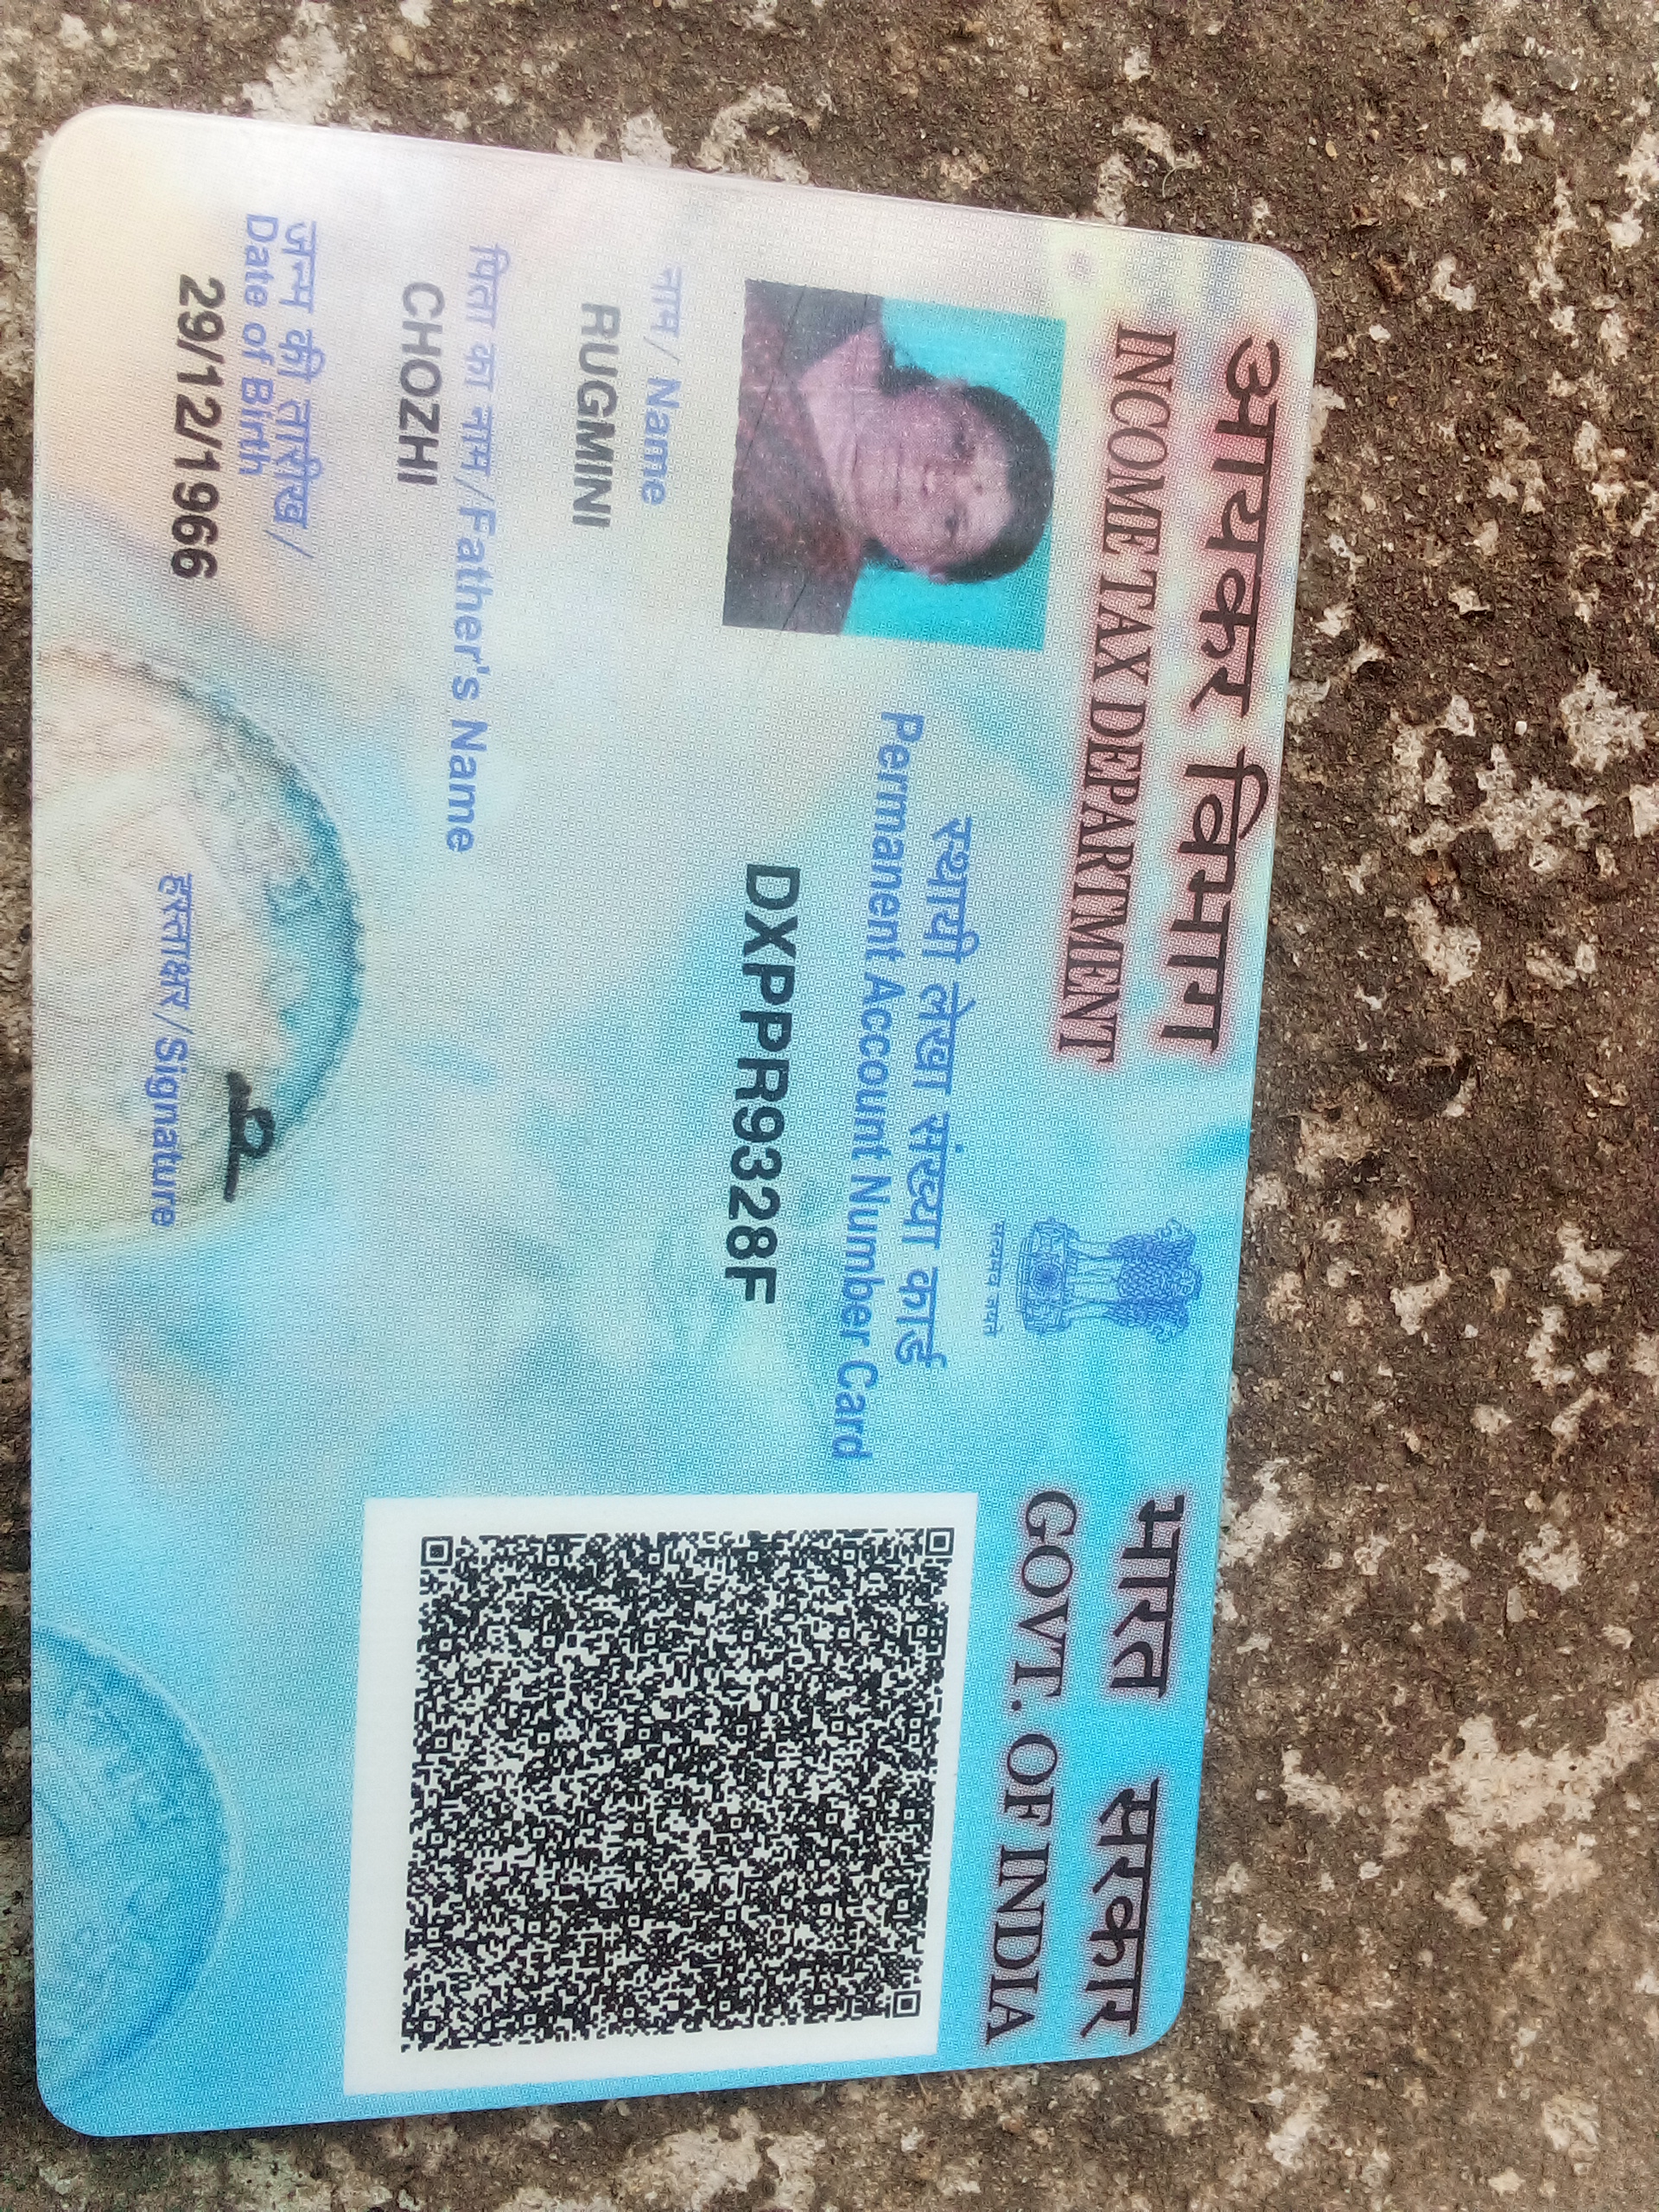 आयकर विभाग
INCOME TAX DEPARTMENT
भारत सरकार
GOVT. OF INDIA
सत्यमेव जयते
स्थायी लेखा संख्या कार्ड
Permanent Account Number Card
DXPPR9328F
नाम / Name
RUGMINI
पिता का नाम/Father's Name
CHOZHI
जन्म की तारीख /
Date of Birth
29/12/1966
हस्ताक्षर/Signature